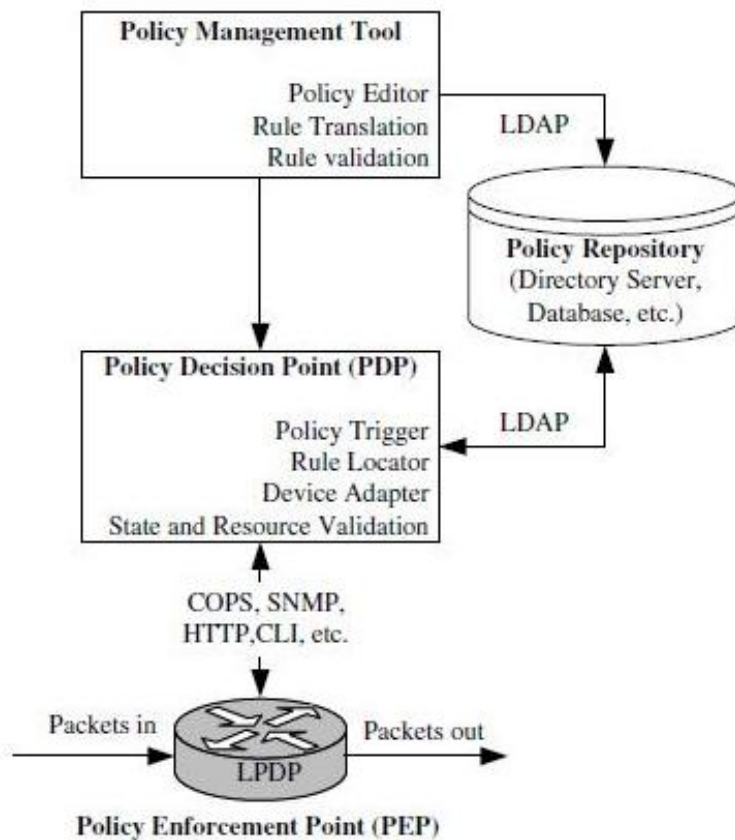 Policy Management Tool
Policy Editor
Rule Translation
Rule validation
LDAP
Policy Repository
(Directory Server,
Database, etc.)
Policy Decision Point (PDP)
Policy Trigger
Rule Locator
Device Adapter
State and Resource Validation
LDAP
COPS, SNMP,
HTTP,CLI, etc.
Packets in
Packets out
LPDP
Policy Enforcement Point (PEP)